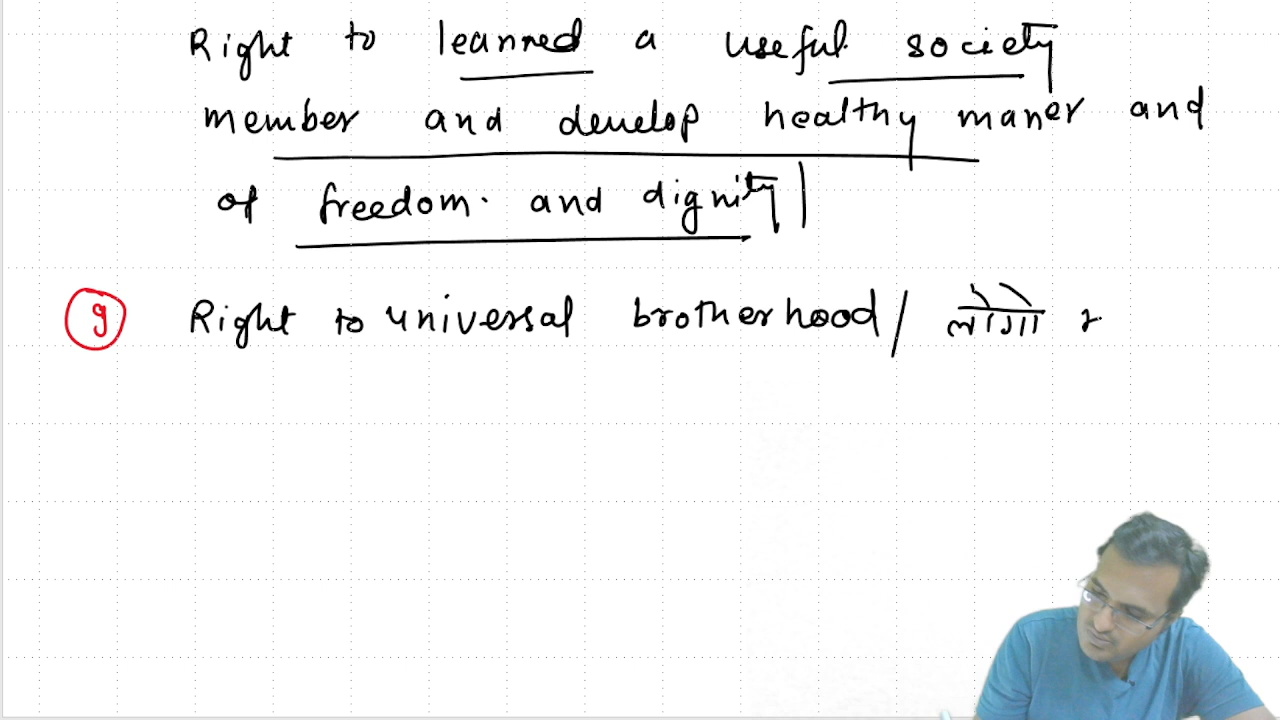 Right to leanned a useful society
member and develop healthy maner and
of freedom. and dignity |
9 Right to universal brotherhood /